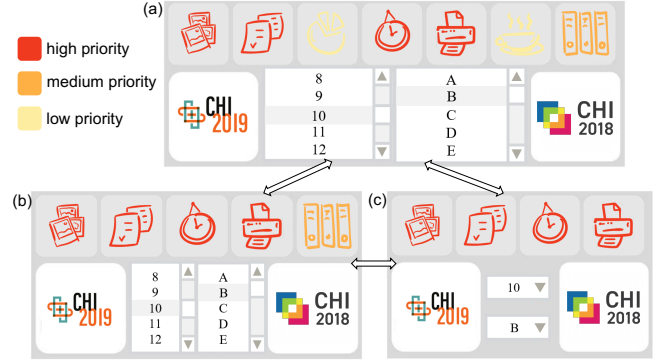 (a)
high priority
medium priority
low priority
CHI
2019
8
9
10
11
12
A
B
C
D
E
CHI
2018
(b)
CHI
2019
8
9
10
11
12
A
B
C
D
E
CHI
2018
(c)
CHI
2019
10
B
CHI
2018